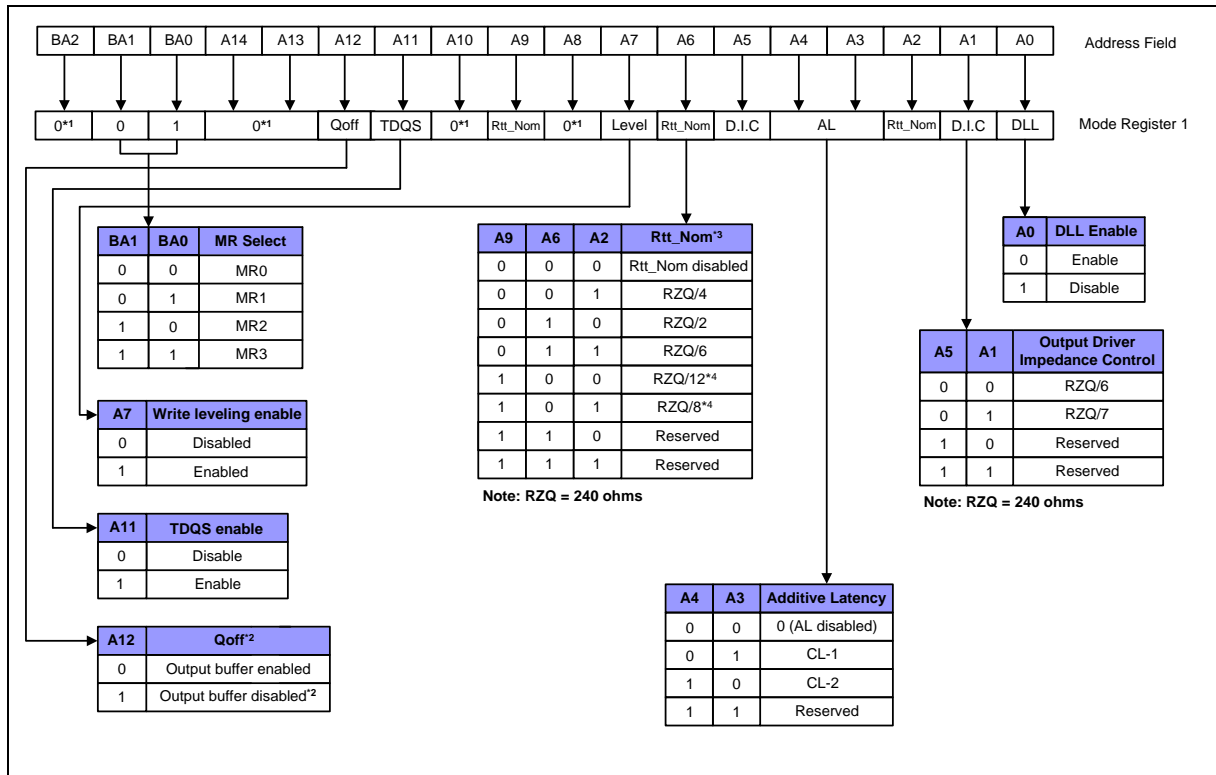 BA2 BA1 BA0 A14 A13 A12 A11 A10 A9 A8 A7 A6 A5 A4 A3 A2 A1 A0 Address Field
0*1 0 1 0*1 Qoff TDQS 0*1 Rtt_Nom 0*1 Level Rtt_Nom D.I.C AL Rtt_Nom D.I.C DLL Mode Register 1
BA1 BA0 MR Select
0 0 MR0
0 1 MR1
1 0 MR2
1 1 MR3
A7 Write leveling enable
0 Disabled
1 Enabled
A11 TDQS enable
0 Disable
1 Enable
A12 Qoff*2
0 Output buffer enabled
1 Output buffer disabled*2
A9 A6 A2 Rtt_Nom*3
0 0 0 Rtt_Nom disabled
0 0 1 RZQ/4
0 1 0 RZQ/2
0 1 1 RZQ/6
1 0 0 RZQ/12*4
1 0 1 RZQ/8*4
1 1 0 Reserved
1 1 1 Reserved
Note: RZQ = 240 ohms
A4 A3 Additive Latency
0 0 0 (AL disabled)
0 1 CL-1
1 0 CL-2
1 1 Reserved
A0 DLL Enable
0 Enable
1 Disable
A5 A1 Output Driver
Impedance Control
0 0 RZQ/6
0 1 RZQ/7
1 0 Reserved
1 1 Reserved
Note: RZQ = 240 ohms